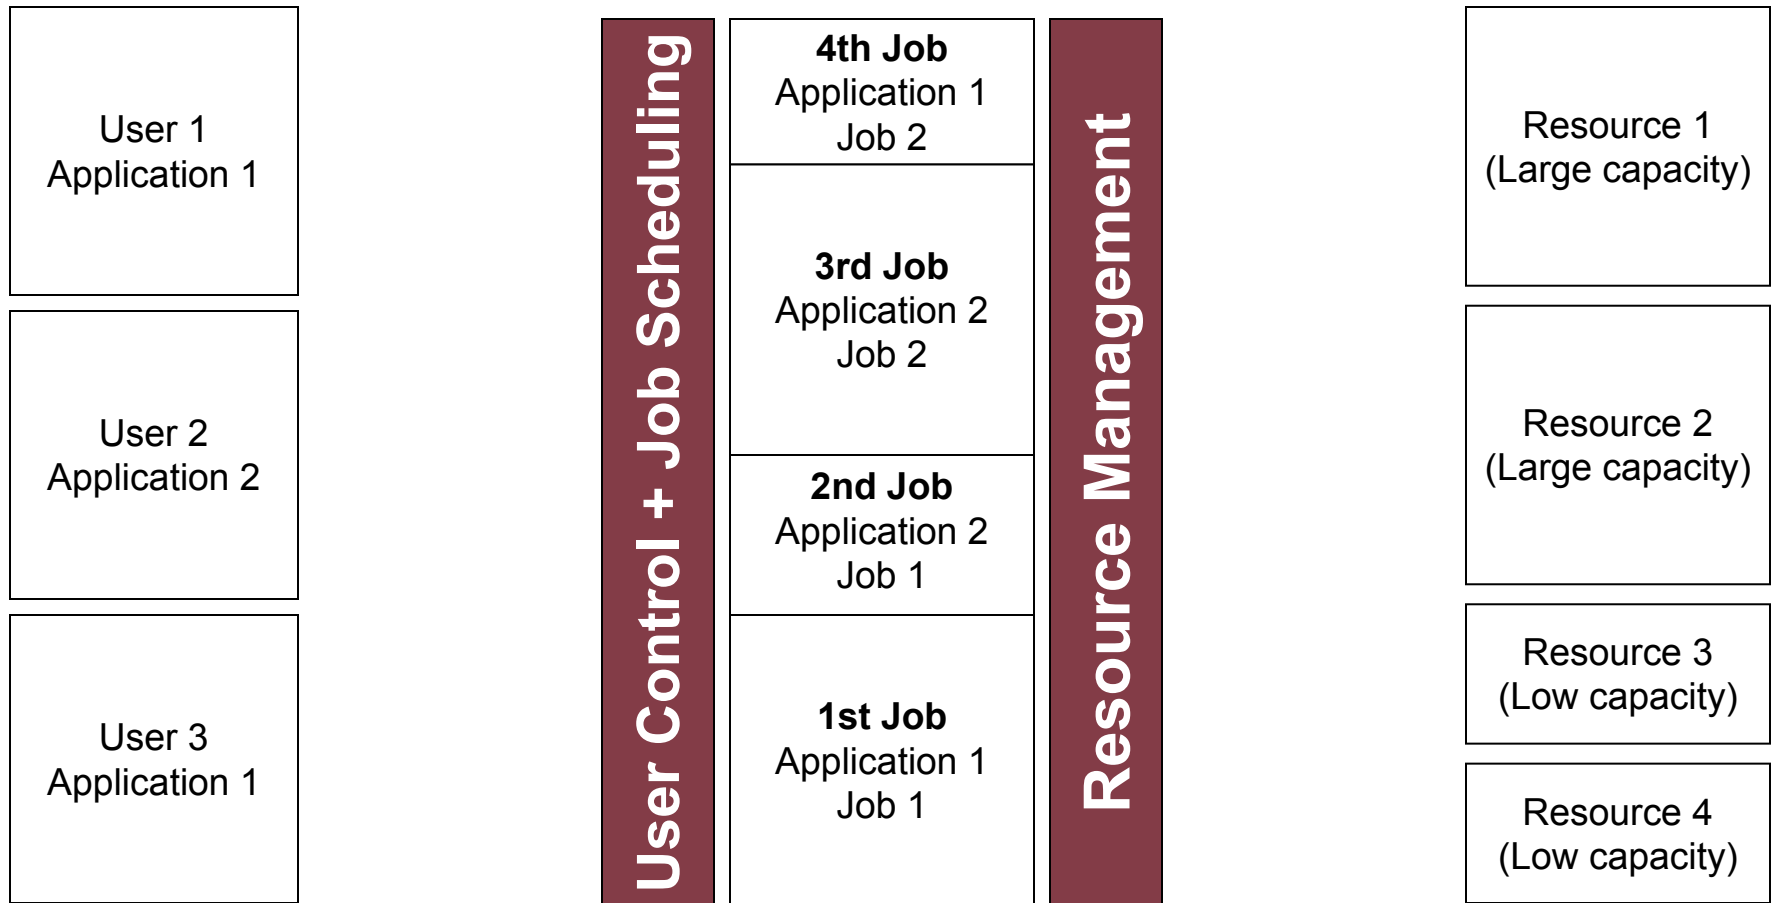 User 1
Application 1
User 2
Application 2
User 3
Application 1
User Control + Job Scheduling
4th Job
Application 1
Job 2
3rd Job
Application 2
Job 2
2nd Job
Application 2
Job 1
1st Job
Application 1
Job 1
Resource Management
Resource 1
(Large capacity)
Resource 2
(Large capacity)
Resource 3
(Low capacity)
Resource 4
(Low capacity)